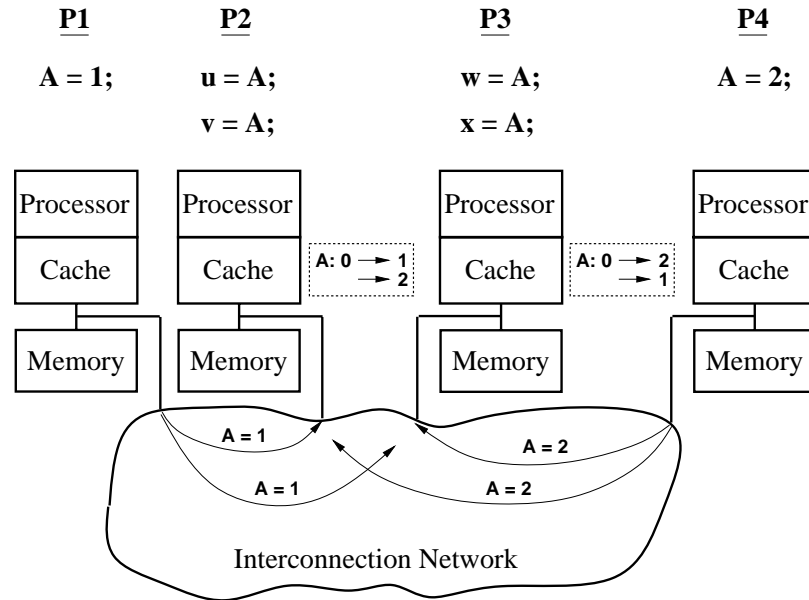 P1 P2 P3 P4
A = 1; u = A; w = A; A = 2;
v = A; x = A;
Processor Processor Processor Processor
Cache Cache A: 0 → 1 Cache A: 0 → 2 Cache
→ 2 → 1
Memory Memory Memory Memory
A = 1 A = 2
A = 1 A = 2
Interconnection Network